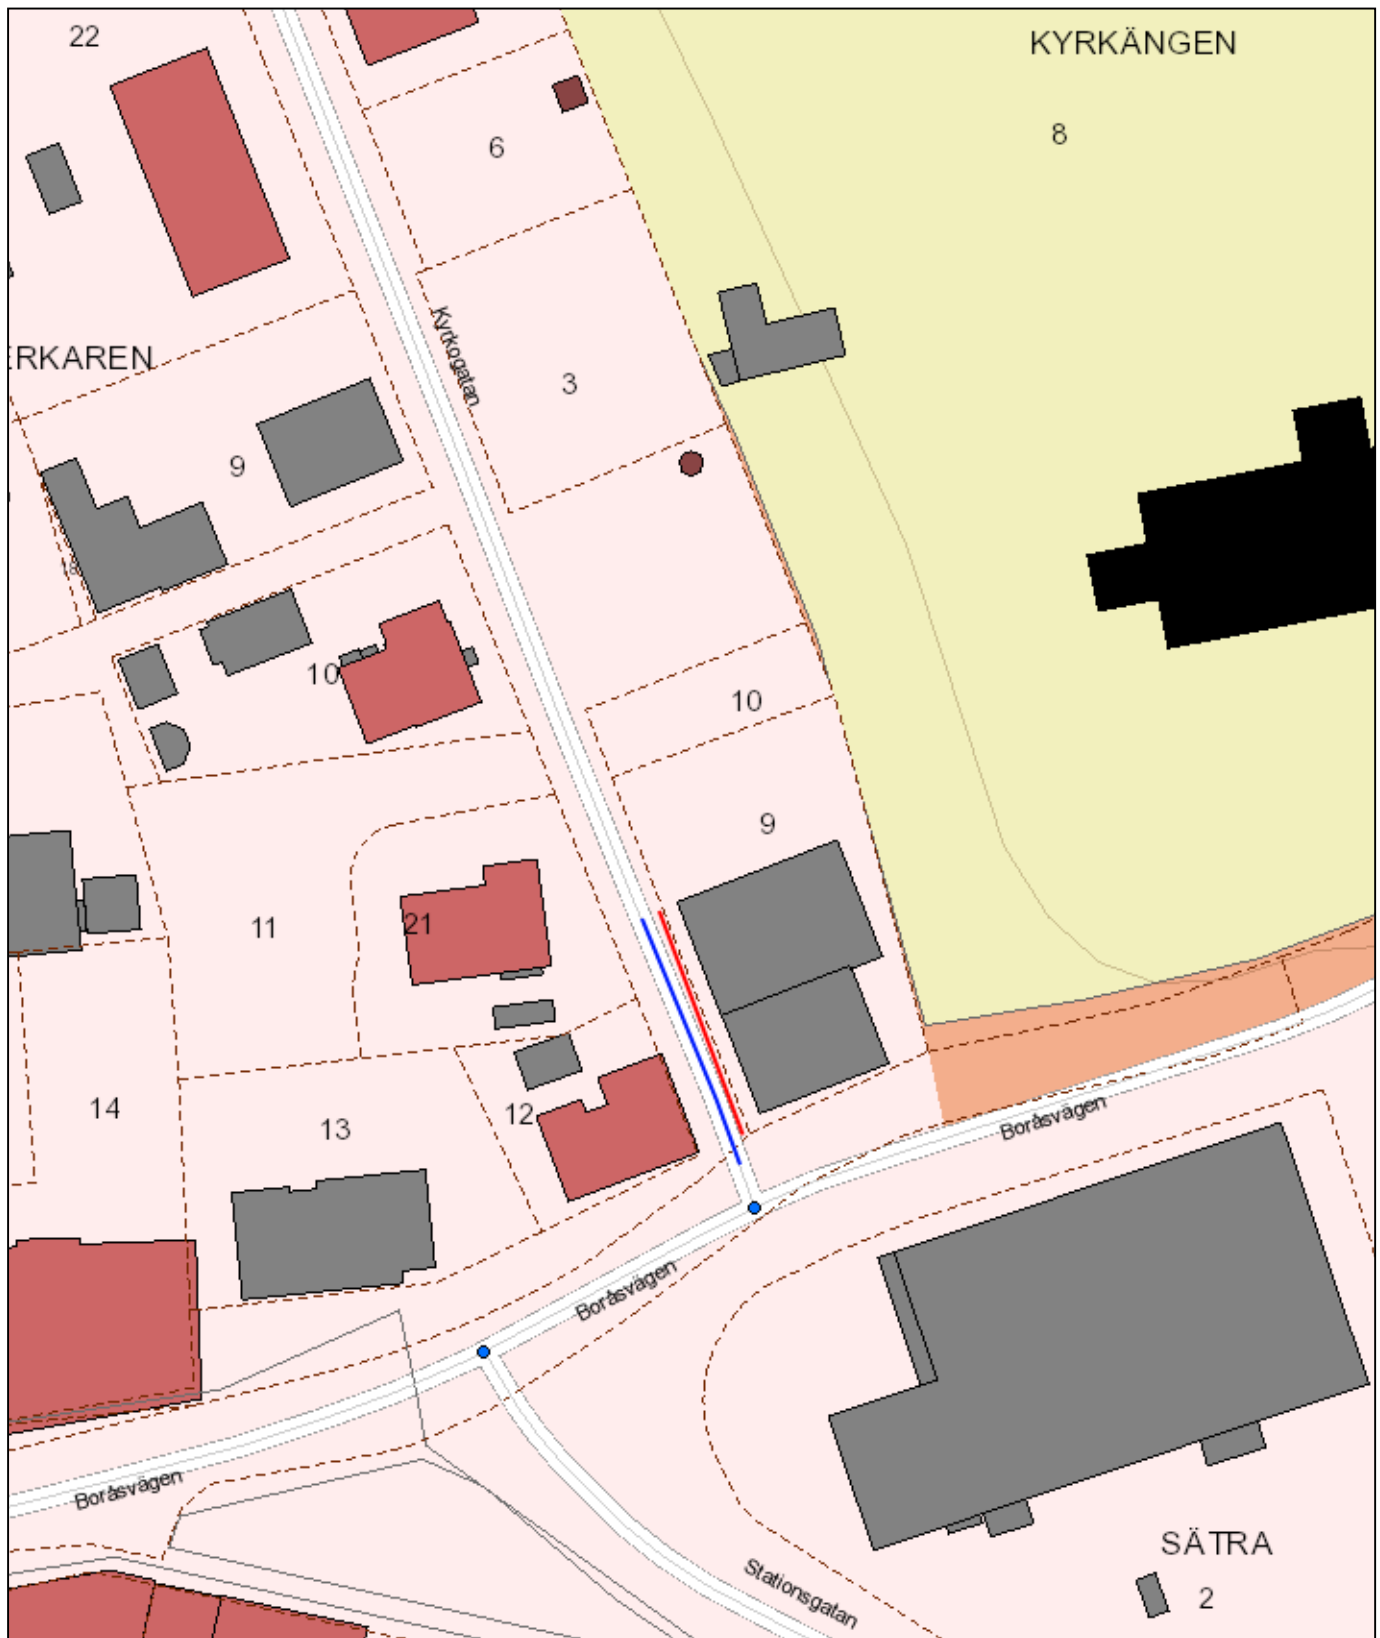 22
KYRKÄNGEN
8
6
Kyrkogatan
ERKAREN
3
9
10
10
9
11
21
14
13
12
Boråsvägen
Boråsvägen
Boråsvägen
SÄTRA
Stationsgatan
2